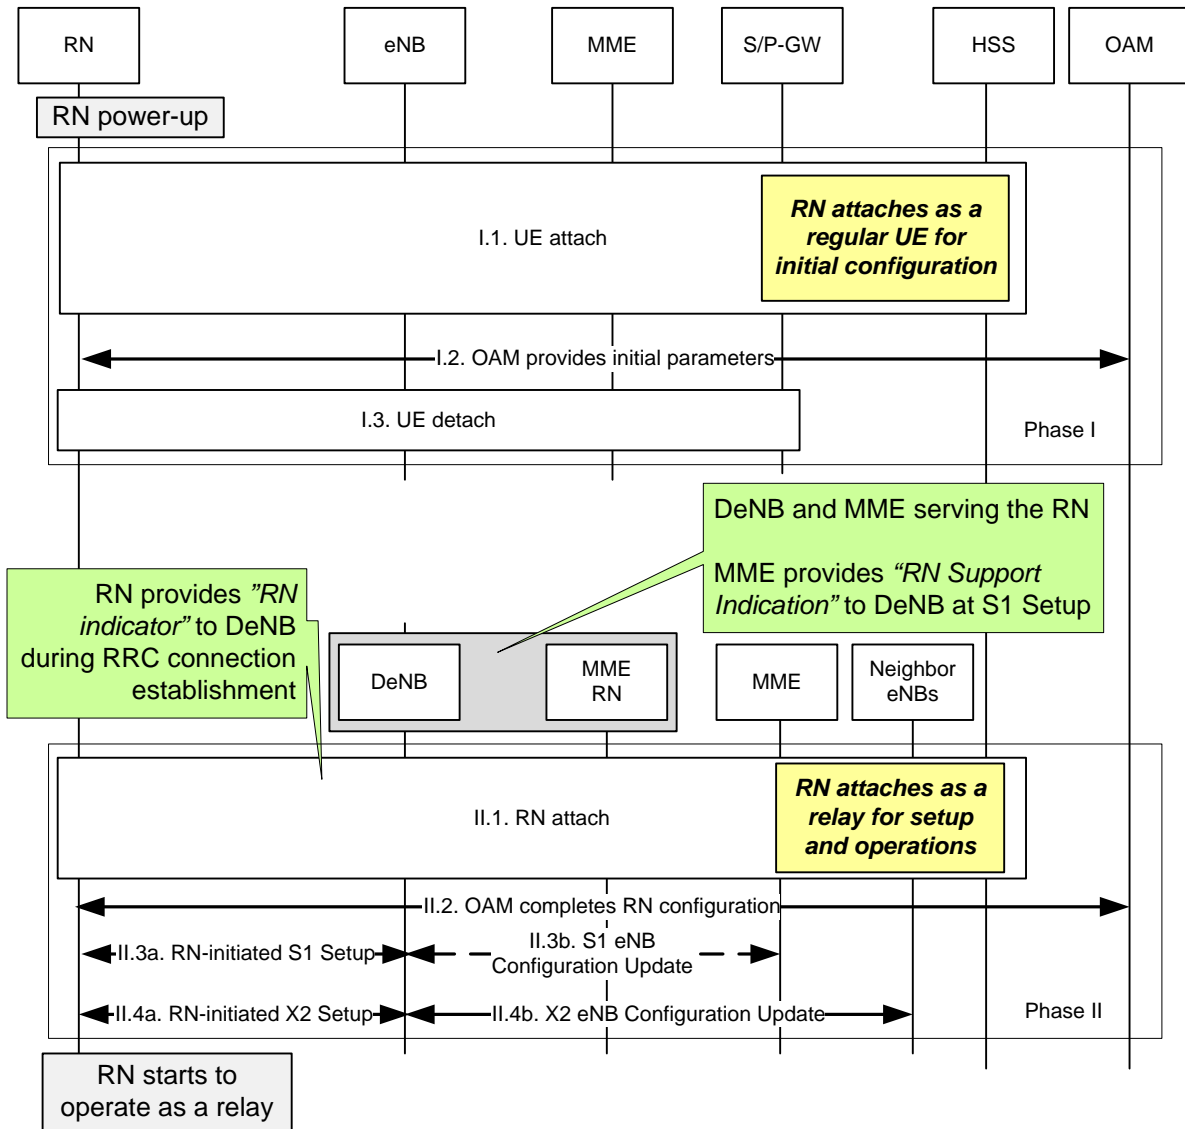 RN
eNB
MME
S/P-GW
HSS
OAM
RN power-up
I.1. UE attach
RN attaches as a
regular UE for
initial configuration
I.2. OAM provides initial parameters
I.3. UE detach
Phase I
DeNB and MME serving the RN
MME provides “RN Support
Indication” to DeNB at S1 Setup
RN provides ”RN
indicator” to DeNB
during RRC connection
establishment
DeNB
MME
RN
MME
Neighbor
eNBs
II.1. RN attach
RN attaches as a
relay for setup
and operations
II.2. OAM completes RN configuration
II.3a. RN-initiated S1 Setup
II.3b. S1 eNB
Configuration Update
II.4a. RN-initiated X2 Setup
II.4b. X2 eNB Configuration Update
Phase II
RN starts to
operate as a relay